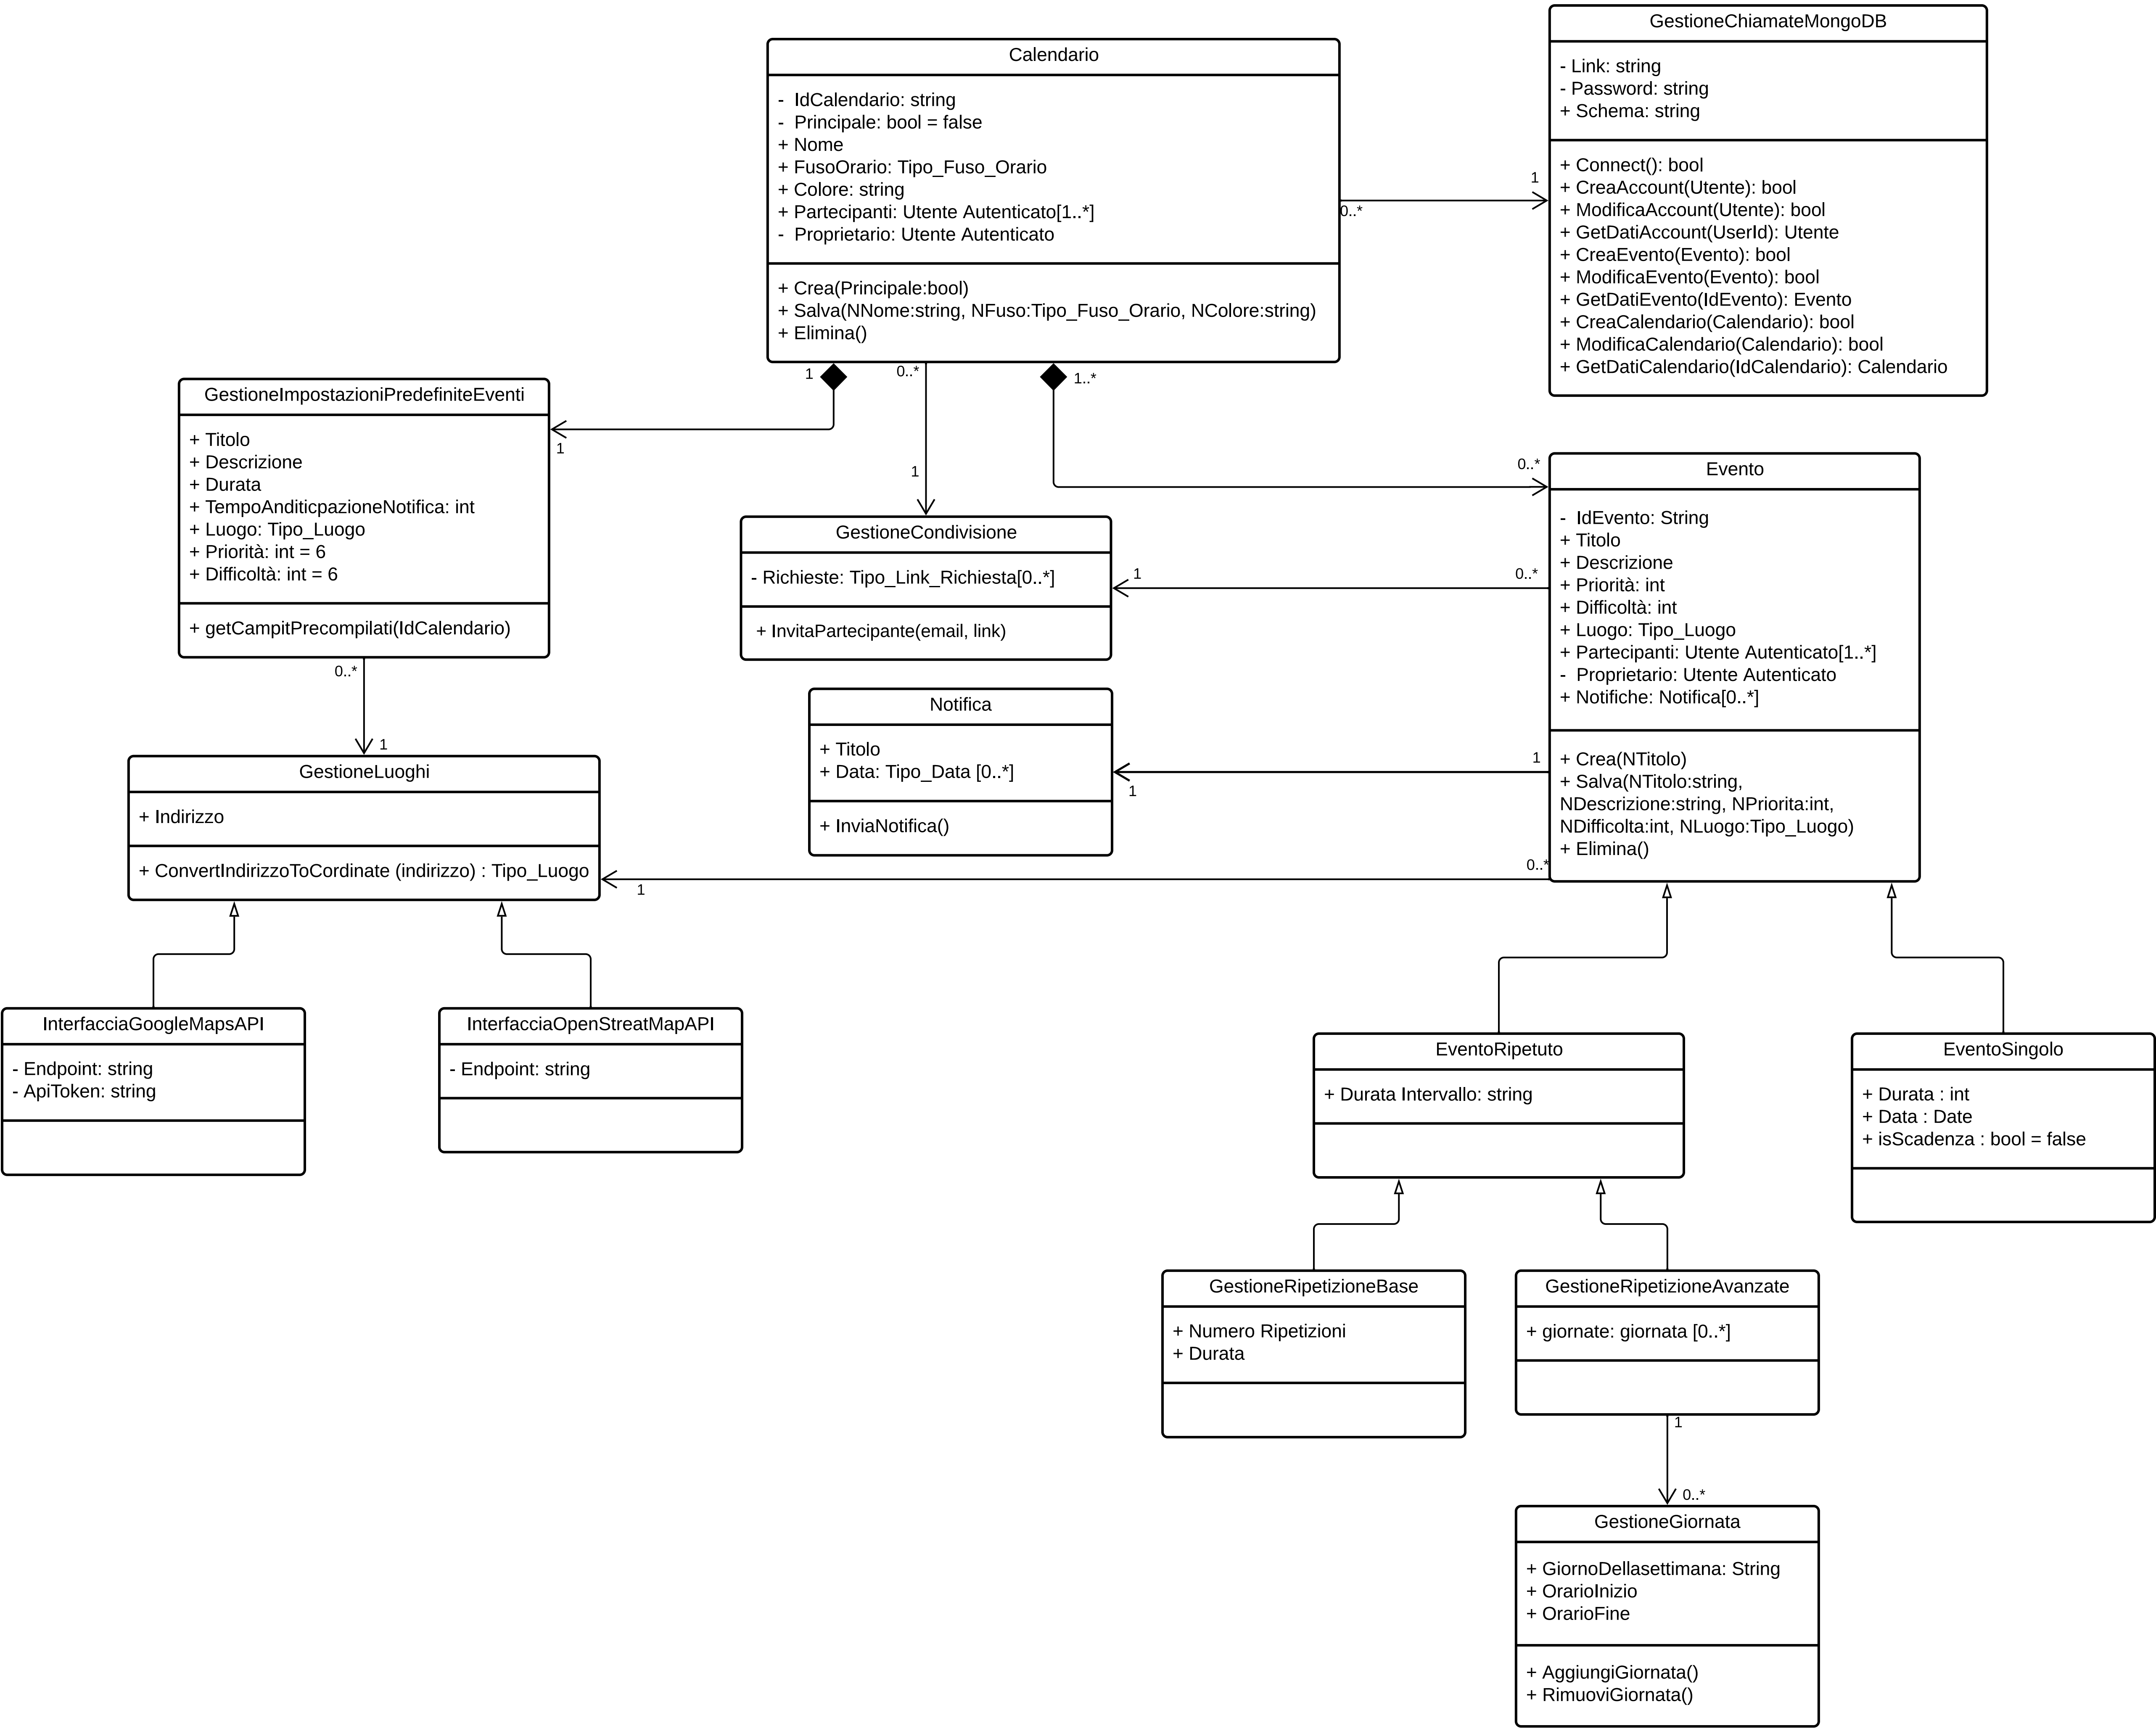 GestioneChiamateMongoDB
- Link: string
- Password: string
+ Schema: string
+ Connect(): bool
+ CreaAccount(Utente): bool
+ ModificaAccount(Utente): bool
+ GetDatiAccount(UserId): Utente
+ CreaEvento(Evento): bool
+ ModificaEvento(Evento): bool
+ GetDatiEvento(IdEvento): Evento
+ CreaCalendario(Calendario): bool
+ ModificaCalendario(Calendario): bool
+ GetDatiCalendario(IdCalendario): Calendario
Calendario
- IdCalendario: string
- Principale: bool = false
+ Nome
+ FusoOrario: Tipo_Fuso_Orario
+ Colore: string
+ Partecipanti: Utente Autenticato[1..*]
- Proprietario: Utente Autenticato
+ Crea(Principale:bool)
+ Salva(NNome:string, NFuso:Tipo_Fuso_Orario, NColore:string)
+ Elimina()
1
0..*
1
0..*
1..*
GestioneImpostazioniPredefiniteEventi
+ Titolo
+ Descrizione
+ Durata
+ TempoAnditicpazioneNotifica: int
+ Luogo: Tipo_Luogo
+ Priorità: int = 6
+ Difficoltà: int = 6
+ getCampitPrecompilati(IdCalendario)
1
1
0..*
GestioneCondivisione
- Richieste: Tipo_Link_Richiesta[0..*]
+ InvitaPartecipante(email, link)
1
0..*
Evento
- IdEvento: String
+ Titolo
+ Descrizione
+ Priorità: int
+ Difficoltà: int
+ Luogo: Tipo_Luogo
+ Partecipanti: Utente Autenticato[1..*]
- Proprietario: Utente Autenticato
+ Notifiche: Notifica[0..*]
+ Crea(NTitolo)
+ Salva(NTitolo:string,
NDescrizione:string, NPriorita:int,
NDifficolta:int, NLuogo:Tipo_Luogo)
+ Elimina()
Notifica
+ Titolo
+ Data: Tipo_Data [0..*]
+ InviaNotifica()
1
1
0..*
1
GestioneLuoghi
+ Indirizzo
+ ConvertIndirizzoToCordinate (indirizzo) : Tipo_Luogo
0..*
1
InterfacciaGoogleMapsAPI
- Endpoint: string
- ApiToken: string
InterfacciaOpenStreatMapAPI
- Endpoint: string
EventoRipetuto
+ Durata Intervallo: string
EventoSingolo
+ Durata : int
+ Data : Date
+ isScadenza : bool = false
GestioneRipetizioneBase
+ Numero Ripetizioni
+ Durata
GestioneRipetizioneAvanzate
+ giornate: giornata [0..*]
1
0..*
GestioneGiornata
+ GiornoDellasettimana: String
+ OrarioInizio
+ OrarioFine
+ AggiungiGiornata()
+ RimuoviGiornata()